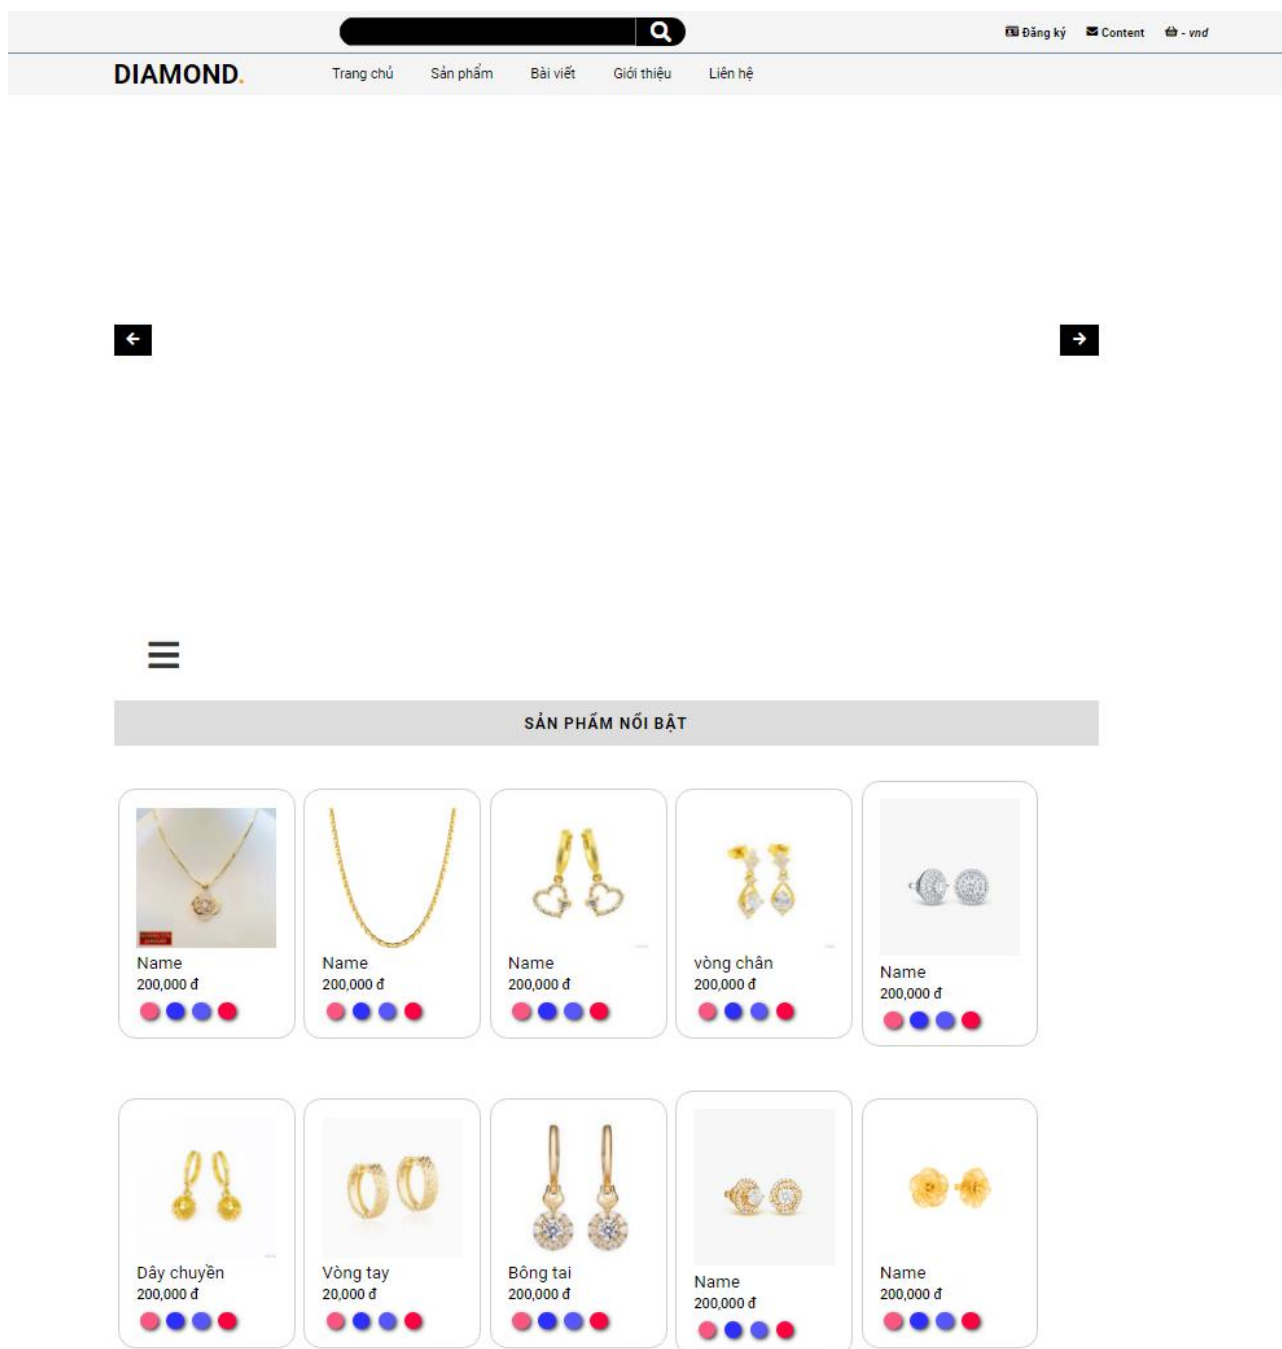 Đăng ký Content - vnd
DIAMOND. Trang chủ Sản phẩm Bài viết Giới thiệu Liên hệ
SẢN PHẨM NỔI BẬT
Name Name Name vòng chân Name
200,000 đ 200,000 đ 200,000 đ 200,000 đ 200,000 đ
Dây chuyền Vòng tay Bông tai Name Name
200,000 đ 20,000 đ 200,000 đ 200,000 đ 200,000 đ